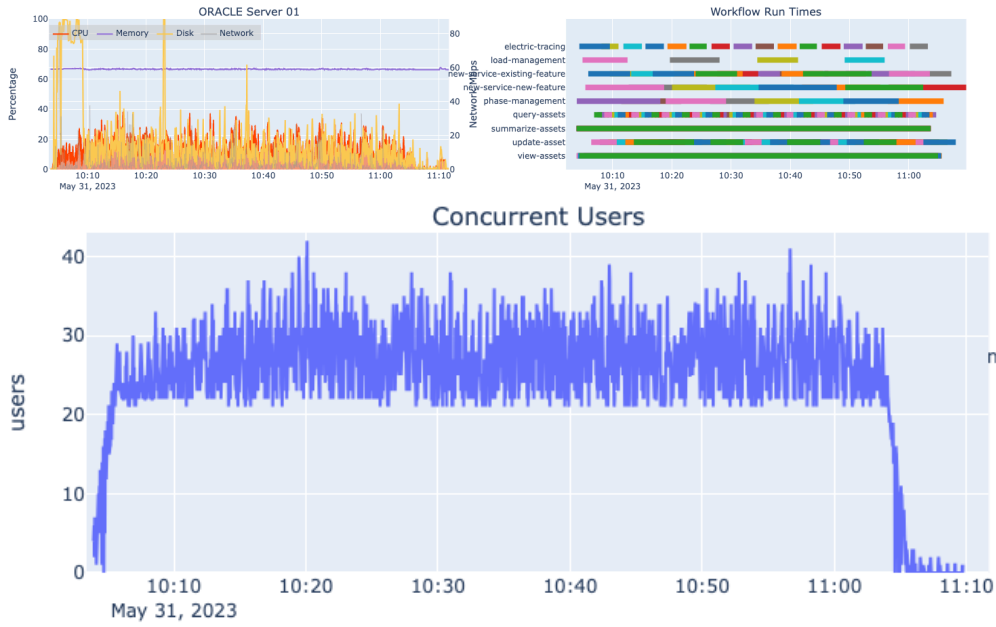 ORACLE Server 01
CPU Memory Disk Network
100
80
60
40
20
0
Percentage
80
60
40
20
0
10:10 10:20 10:30 10:40 10:50 11:00 11:10
May 31, 2023
Workflow Run Times
electric-tracing
load-management
new-service-existing-feature
new-service-new-feature
phase-management
query-assets
summarize-assets
update-asset
view-assets
10:10 10:20 10:30 10:40 10:50 11:00
May 31, 2023
Concurrent Users
users
40
30
20
10
0
10:10 10:20 10:30 10:40 10:50 11:00 11:10
May 31, 2023